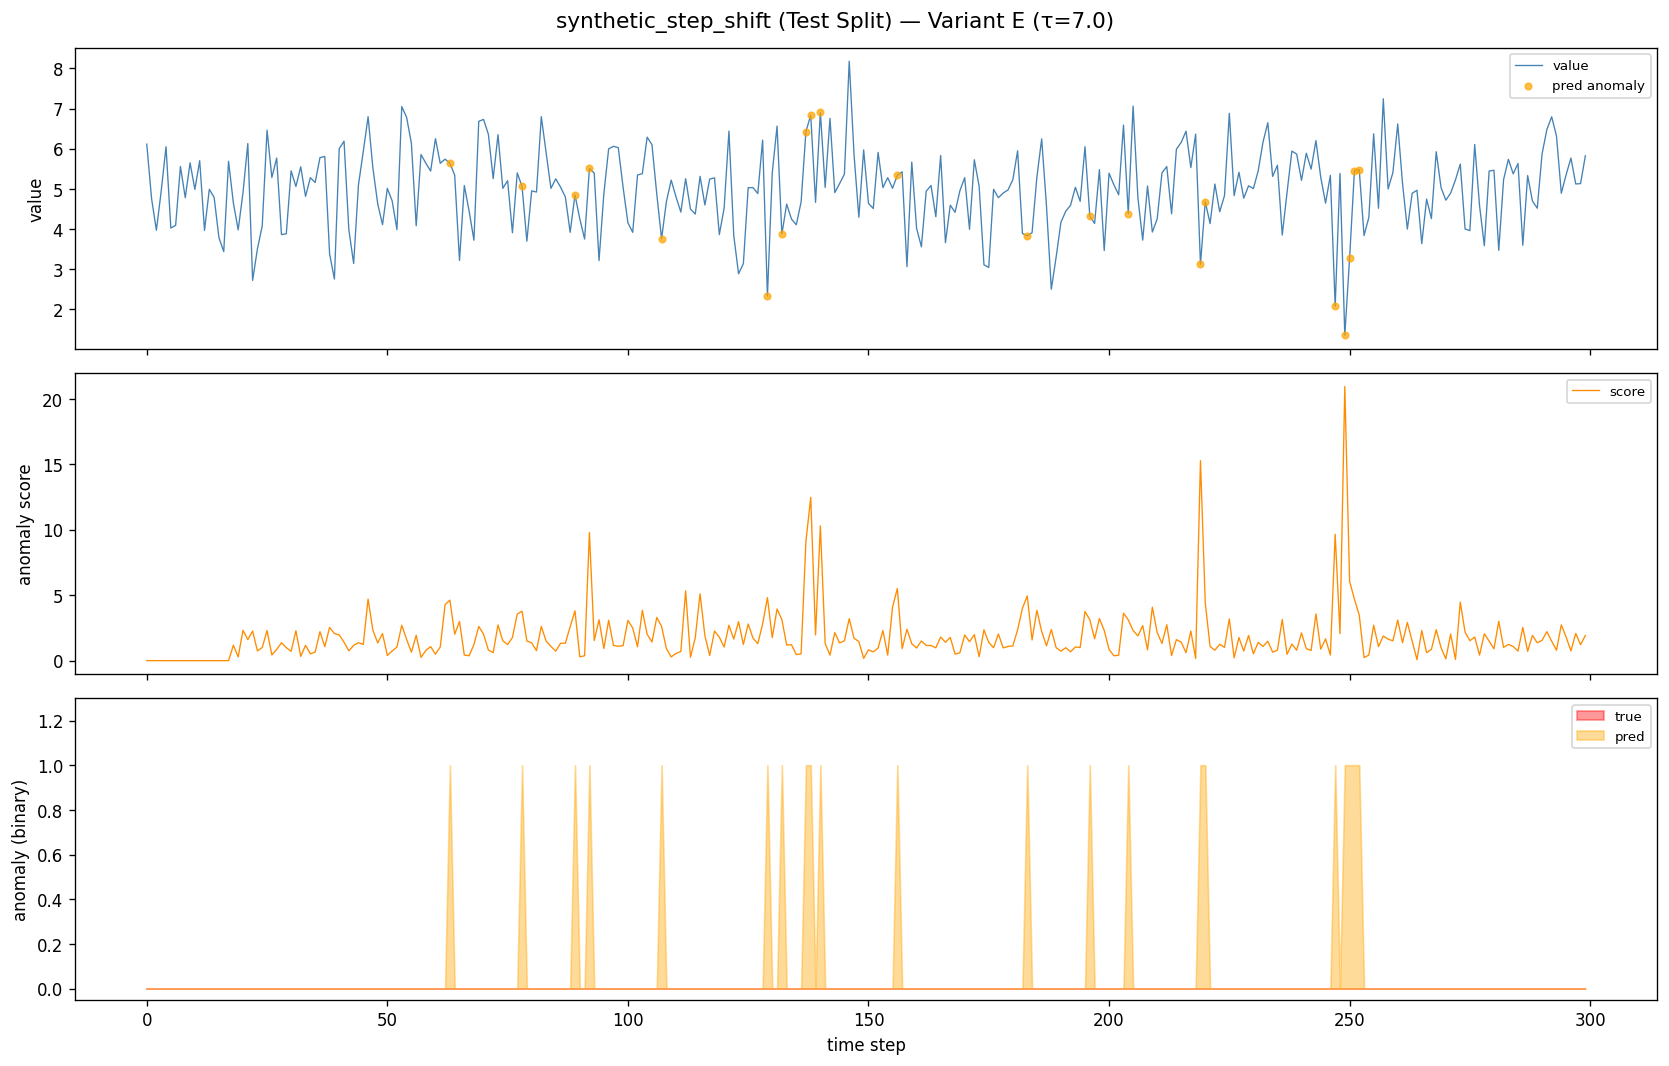 synthetic_step_shift (Test Split) — Variant E (τ=7.0)
value
pred anomaly
8
7
6
5
4
3
2
value
score
20
15
10
5
0
anomaly score
true
pred
1.2
1.0
0.8
0.6
0.4
0.2
0.0
anomaly (binary)
0 50 100 150 200 250 300
time step